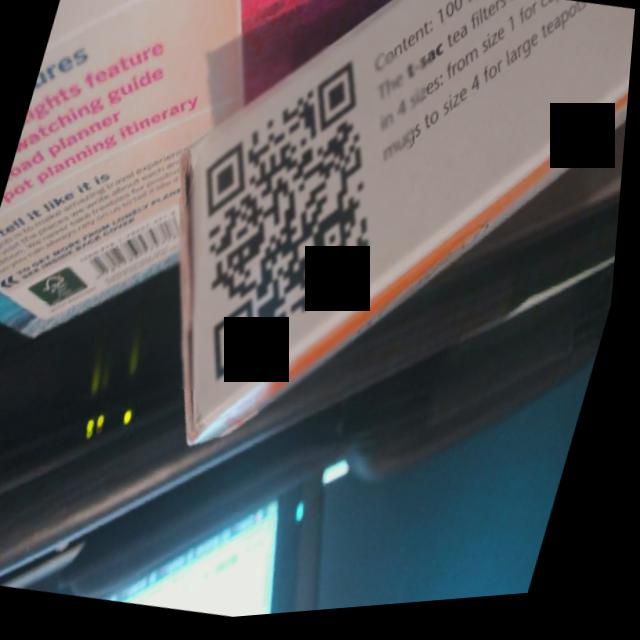 ures
ights feature
watching guide
oad planner
pot planning itinerary
tell it like it is
Content: 100
The t-sac tea filters
in 4 sizes: from size 1 for
mugs to size 4 for large teapo